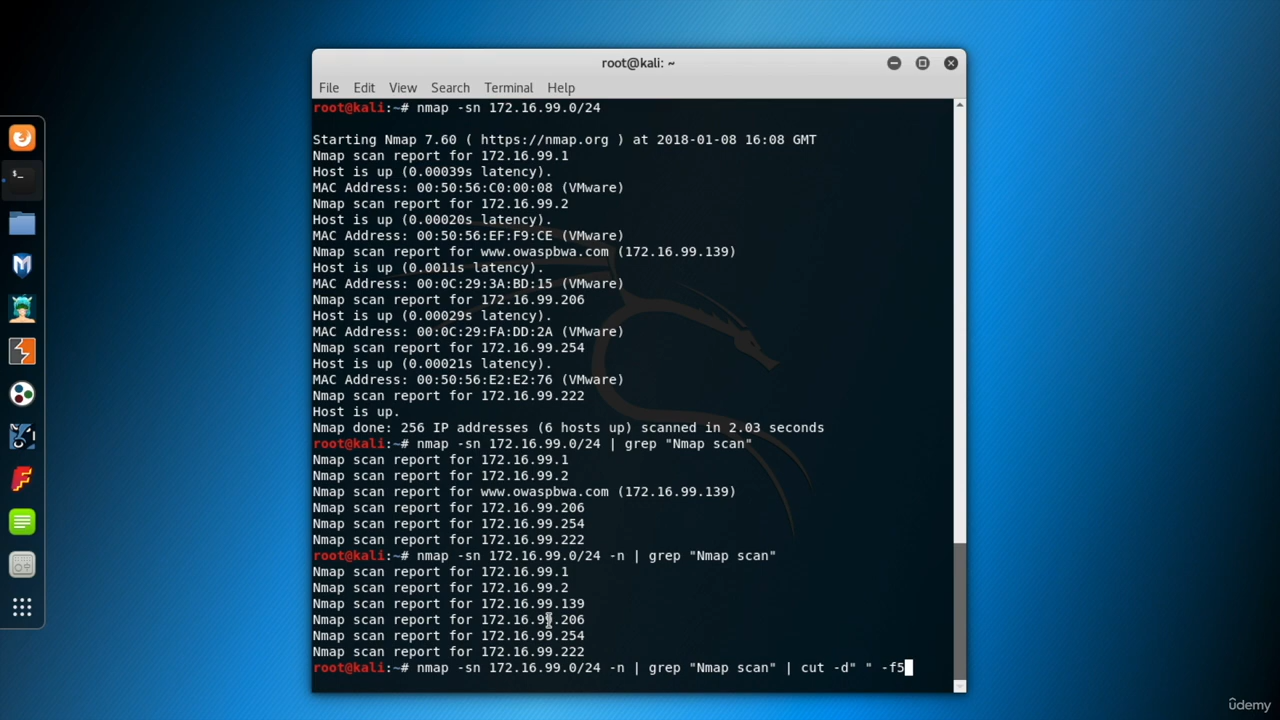 root@kali: ~
File Edit View Search Terminal Help
root@kali:~# nmap -sn 172.16.99.0/24
Starting Nmap 7.60 ( https://nmap.org ) at 2018-01-08 16:08 GMT
Nmap scan report for 172.16.99.1
Host is up (0.00039s latency).
MAC Address: 00:50:56:C0:00:08 (VMware)
Nmap scan report for 172.16.99.2
Host is up (0.00020s latency).
MAC Address: 00:50:56:EF:F9:CE (VMware)
Nmap scan report for www.owaspbwa.com (172.16.99.139)
Host is up (0.0011s latency).
MAC Address: 00:0C:29:3A:BD:15 (VMware)
Nmap scan report for 172.16.99.206
Host is up (0.00029s latency).
MAC Address: 00:0C:29:FA:DD:2A (VMware)
Nmap scan report for 172.16.99.254
Host is up (0.00021s latency).
MAC Address: 00:50:56:E2:E2:76 (VMware)
Nmap scan report for 172.16.99.222
Host is up.
Nmap done: 256 IP addresses (6 hosts up) scanned in 2.03 seconds
root@kali:~# nmap -sn 172.16.99.0/24 | grep "Nmap scan"
Nmap scan report for 172.16.99.1
Nmap scan report for 172.16.99.2
Nmap scan report for www.owaspbwa.com (172.16.99.139)
Nmap scan report for 172.16.99.206
Nmap scan report for 172.16.99.254
Nmap scan report for 172.16.99.222
root@kali:~# nmap -sn 172.16.99.0/24 -n | grep "Nmap scan"
Nmap scan report for 172.16.99.1
Nmap scan report for 172.16.99.2
Nmap scan report for 172.16.99.139
Nmap scan report for 172.16.99.206
Nmap scan report for 172.16.99.254
Nmap scan report for 172.16.99.222
root@kali:~# nmap -sn 172.16.99.0/24 -n | grep "Nmap scan" | cut -d" " -f5
ûdemy